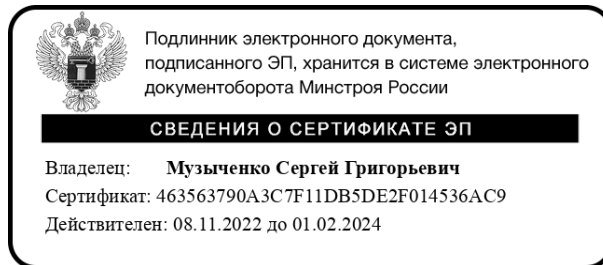 Подлинник электронного документа,
подписанного ЭП, хранится в системе электронного
документоборота Минстроя России
СВЕДЕНИЯ О СЕРТИФИКАТЕ ЭП
Владелец: Музыченко Сергей Григорьевич
Сертификат: 463563790A3C7F11DB5DE2F014536AC9
Действителен: 08.11.2022 до 01.02.2024